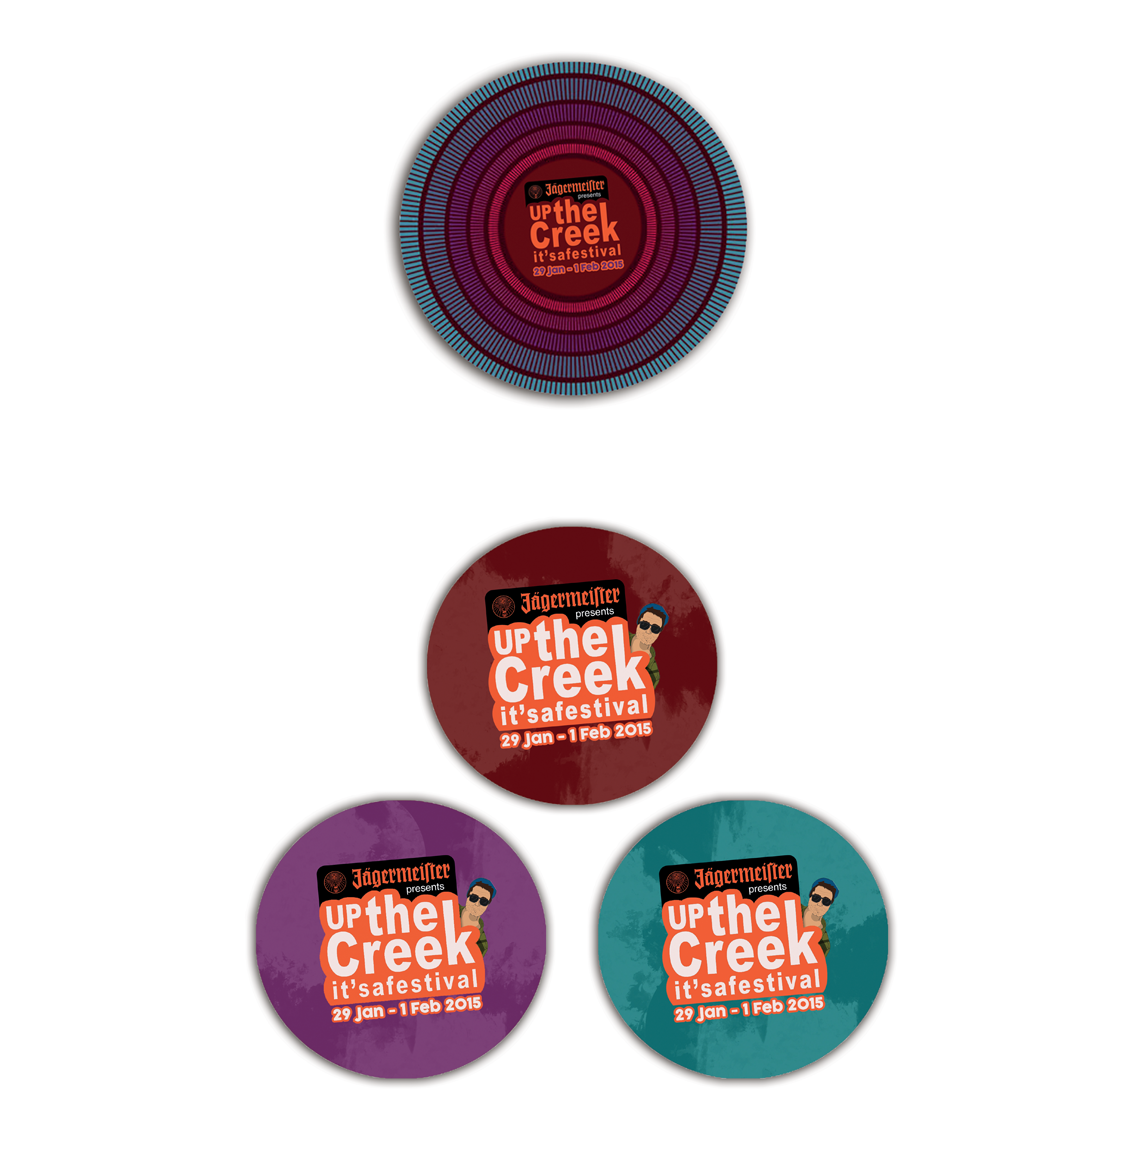 Jägermeister
presents
UP the
Creek
it'safestival
29 Jan - 1 Feb 2015
Jägermeister
presents
UP the
Creek
it'safestival
29 Jan - 1 Feb 2015
Jägermeister
presents
UP the
Creek
it'safestival
29 Jan - 1 Feb 2015
Jägermeister
presents
UP the
Creek
it'safestival
29 Jan - 1 Feb 2015